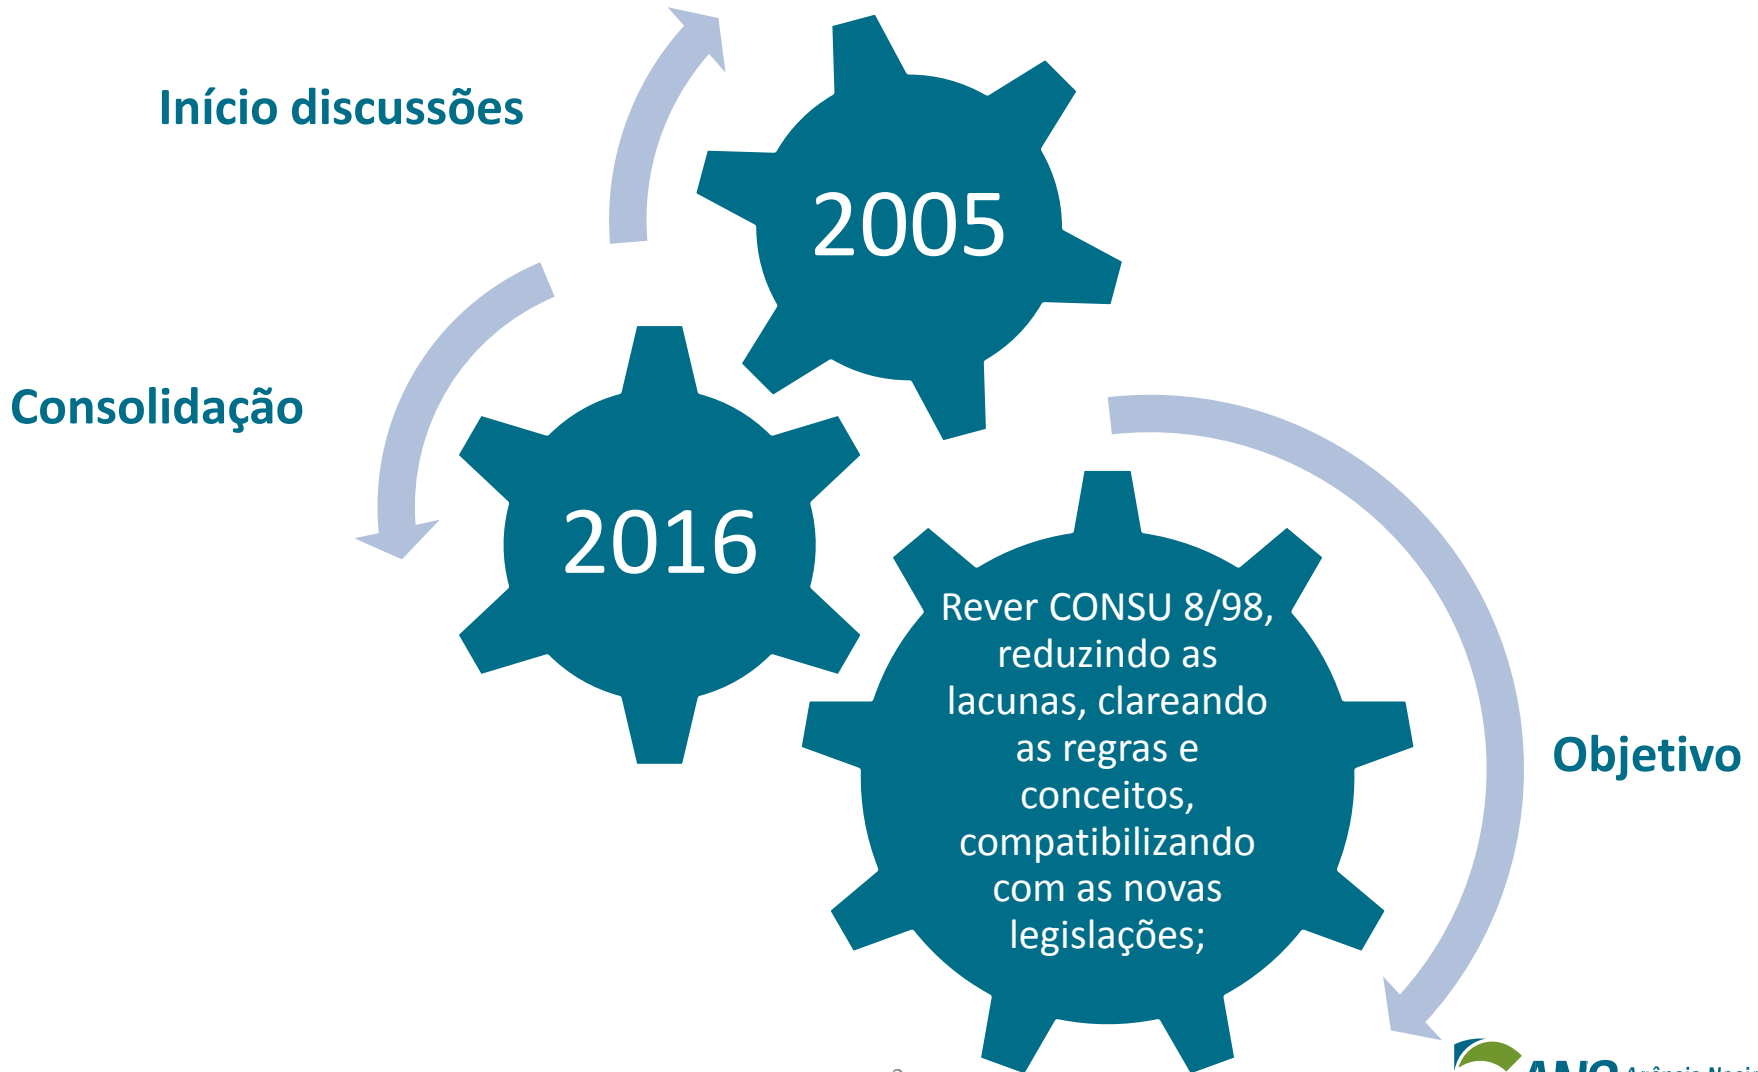 Início discussões
2005
Consolidação
2016
Rever CONSU 8/98,
reduzindo as
lacunas, clareando
as regras e
conceitos,
compatibilizando
com as novas
legislações;
Objetivo